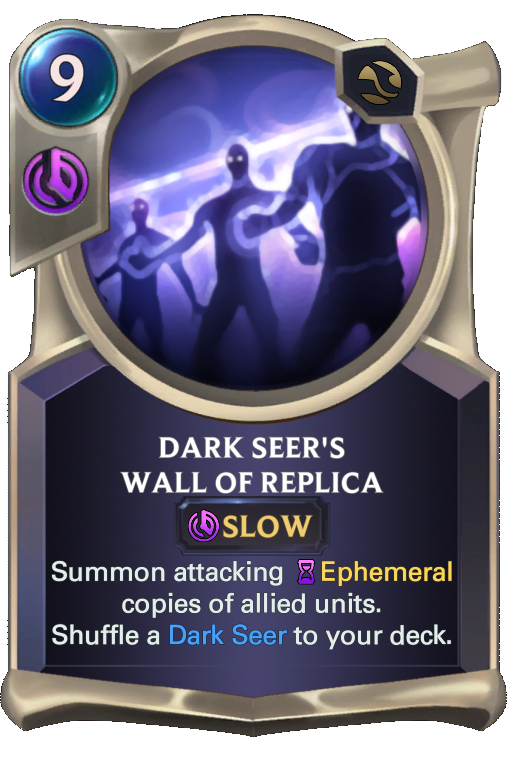 9
DARK SEER'S
WALL OF REPLICA
SLOW
Summon attacking Ephemeral
copies of allied units.
Shuffle a Dark Seer to your deck.